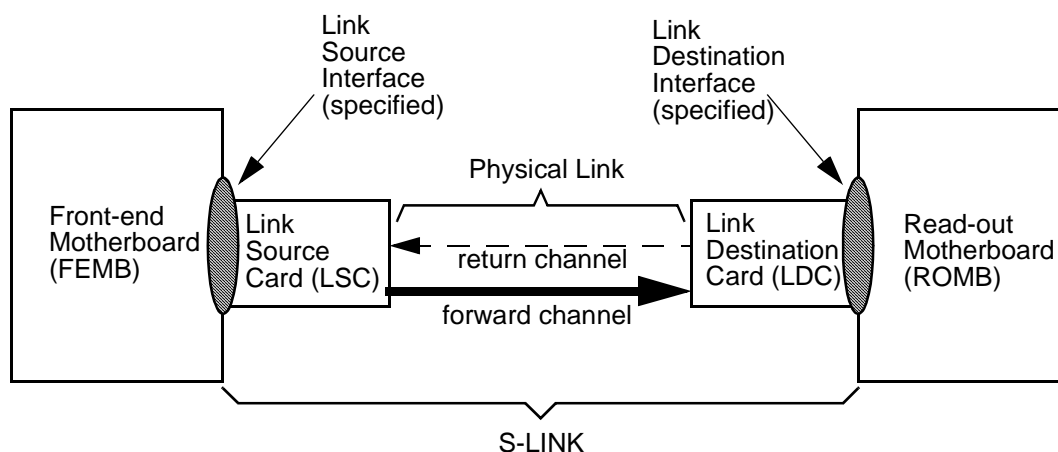 Link
Source
Interface
(specified)
Link
Destination
Interface
(specified)
Physical Link
Front-end
Motherboard
(FEMB)
Link
Source
Card (LSC)
return channel
forward channel
Link
Destination
Card (LDC)
Read-out
Motherboard
(ROMB)
S-LINK